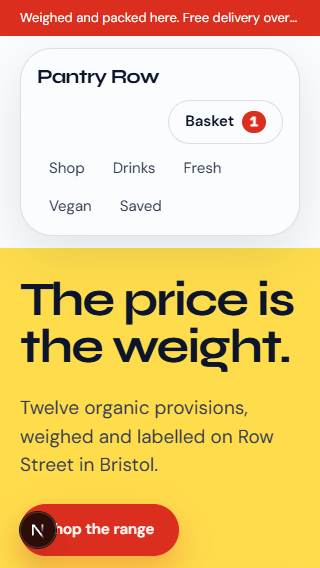 Weighed and packed here. Free delivery over…
Pantry Row
Basket 1
Shop Drinks Fresh
Vegan Saved
The price is
the weight.
Twelve organic provisions,
weighed and labelled on Row
Street in Bristol.
N
hop the range